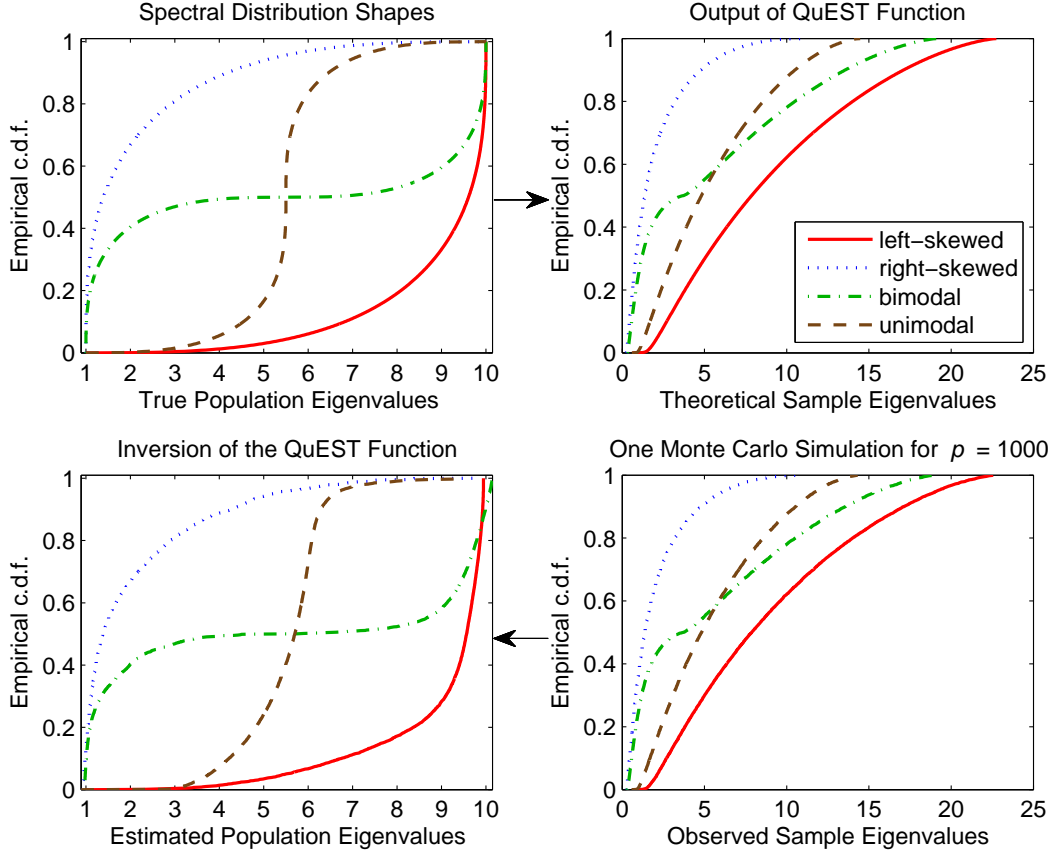 Spectral Distribution Shapes
Empirical c.d.f.
1
0.8
0.6
0.4
0.2
0
1 2 3 4 5 6 7 8 9 10
True Population Eigenvalues
Output of QuEST Function
Empirical c.d.f.
1
0.8
0.6
0.4
0.2
0
left-skewed
right-skewed
bimodal
unimodal
0 5 10 15 20 25
Theoretical Sample Eigenvalues
Inversion of the QuEST Function
Empirical c.d.f.
1
0.8
0.6
0.4
0.2
0
1 2 3 4 5 6 7 8 9 10
Estimated Population Eigenvalues
One Monte Carlo Simulation for p = 1000
Empirical c.d.f.
1
0.8
0.6
0.4
0.2
0
0 5 10 15 20 25
Observed Sample Eigenvalues